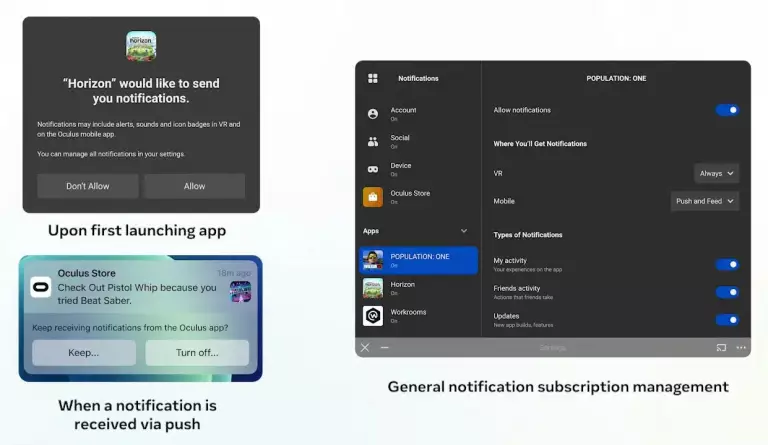 horizon
“Horizon” would like to send
you notifications.
Notifications may include alerts, sounds and icon badges in VR and
on the Oculus mobile app.
You can manage all notifications in your settings.
Don't Allow
Allow
Upon first launching app
Oculus Store
18m ago
Check Out Pistol Whip because you
tried Beat Saber.
Keep receiving notifications from the Oculus app?
Keep...
Turn off...
When a notification is
received via push
Notifications
Account
On
Social
On
Device
On
Oculus Store
On
Apps
POPULATION: ONE
On
Horizon
On
Workrooms
On
POPULATION: ONE
Allow notifications
Where You'll Get Notifications
VR
Always
Mobile
Push and Feed
Types of Notifications
My activity
Your experiences on the app
Friends activity
Actions that friends take
Updates
New app builds, features
Settings
General notification subscription management